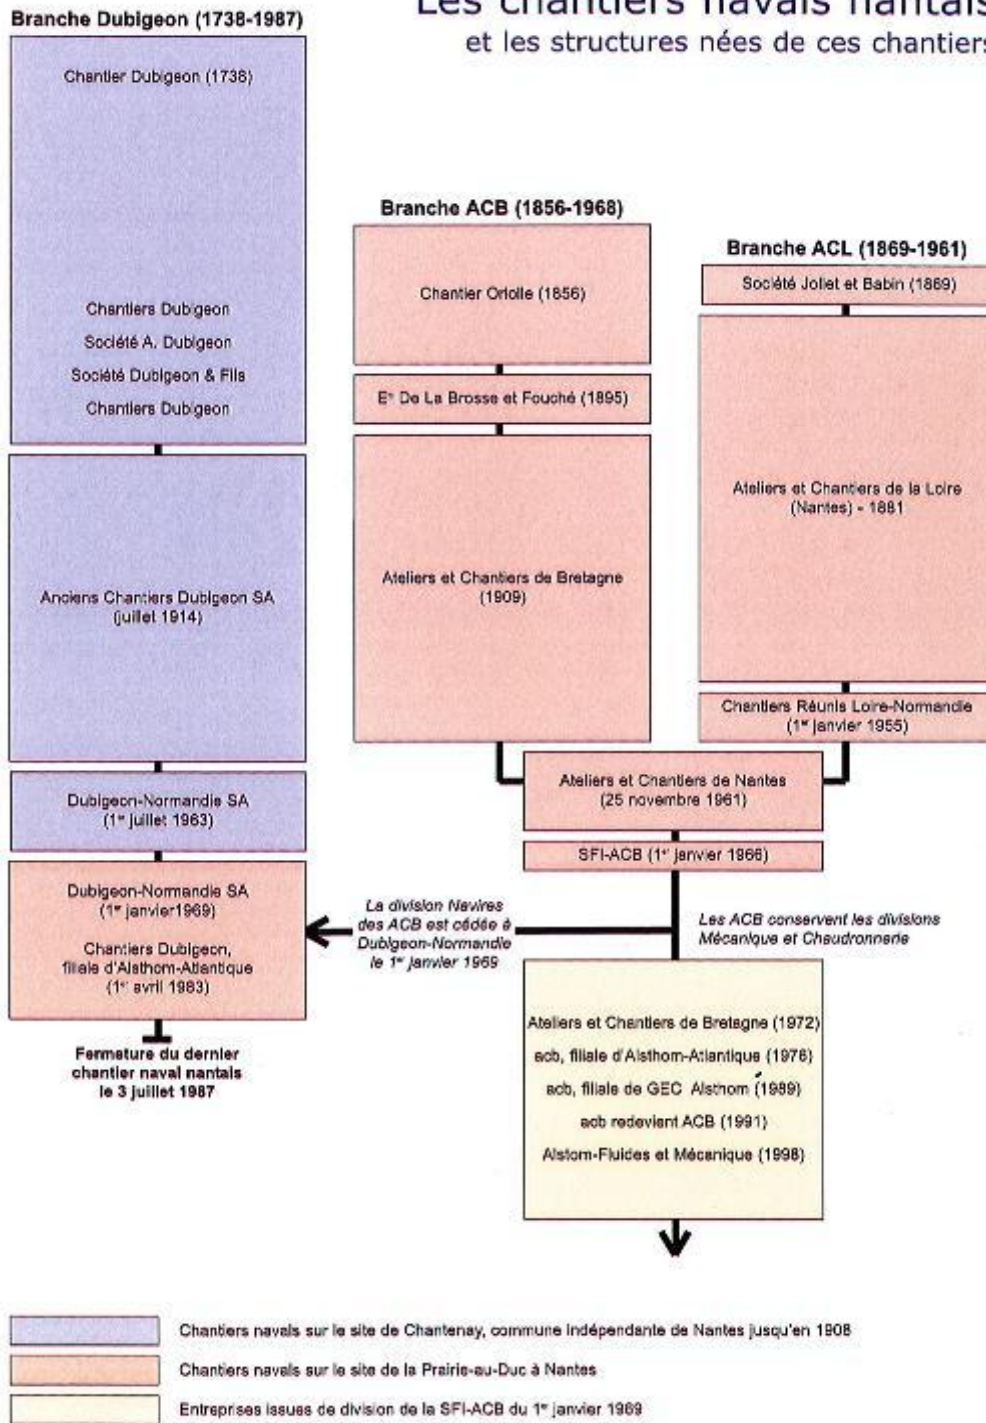 Les chantiers navals nantais
et les structures nées de ces chantiers
Branche Dubigeon (1738-1987)
Chantier Dubigeon (1738)
Chantiers Dubigeon
Société A. Dubigeon
Société Dubigeon & Fils
Chantiers Dubigeon
Anciens Chantiers Dubigeon SA
(juillet 1914)
Dubigeon-Normandie SA
(1er juillet 1963)
Dubigeon-Normandie SA
(1er janvier1969)
Chantiers Dubigeon,
filiale d'Alsthom-Atlantique
(1er avril 1983)
Fermeture du dernier
chantier naval nantais
le 3 juillet 1987
Branche ACB (1856-1968)
Chantier Oriolle (1856)
Ets De La Brosse et Fouché (1895)
Ateliers et Chantiers de Bretagne
(1909)
Branche ACL (1869-1961)
Société Jollet et Babin (1869)
Ateliers et Chantiers de la Loire
(Nantes) - 1881
Chantiers Réunis Loire-Normandie
(1er janvier 1955)
Ateliers et Chantiers de Nantes
(25 novembre 1961)
SFI-ACB (1er janvier 1966)
La division Navires
des ACB est cédée à
Dubigeon-Normandie
le 1er janvier 1969
Les ACB conservent les divisions
Mécanique et Chaudronnerie
Ateliers et Chantiers de Bretagne (1972)
acb, filiale d'Alsthom-Atlantique (1976)
acb, filiale de GEC Alsthom (1989)
acb redevient ACB (1991)
Alstom-Fluides et Mécanique (1998)
Chantiers navals sur le site de Chantenay, commune indépendante de Nantes jusqu'en 1908
Chantiers navals sur le site de la Prairie-au-Duc à Nantes
Entreprises issues de division de la SFI-ACB du 1er janvier 1969